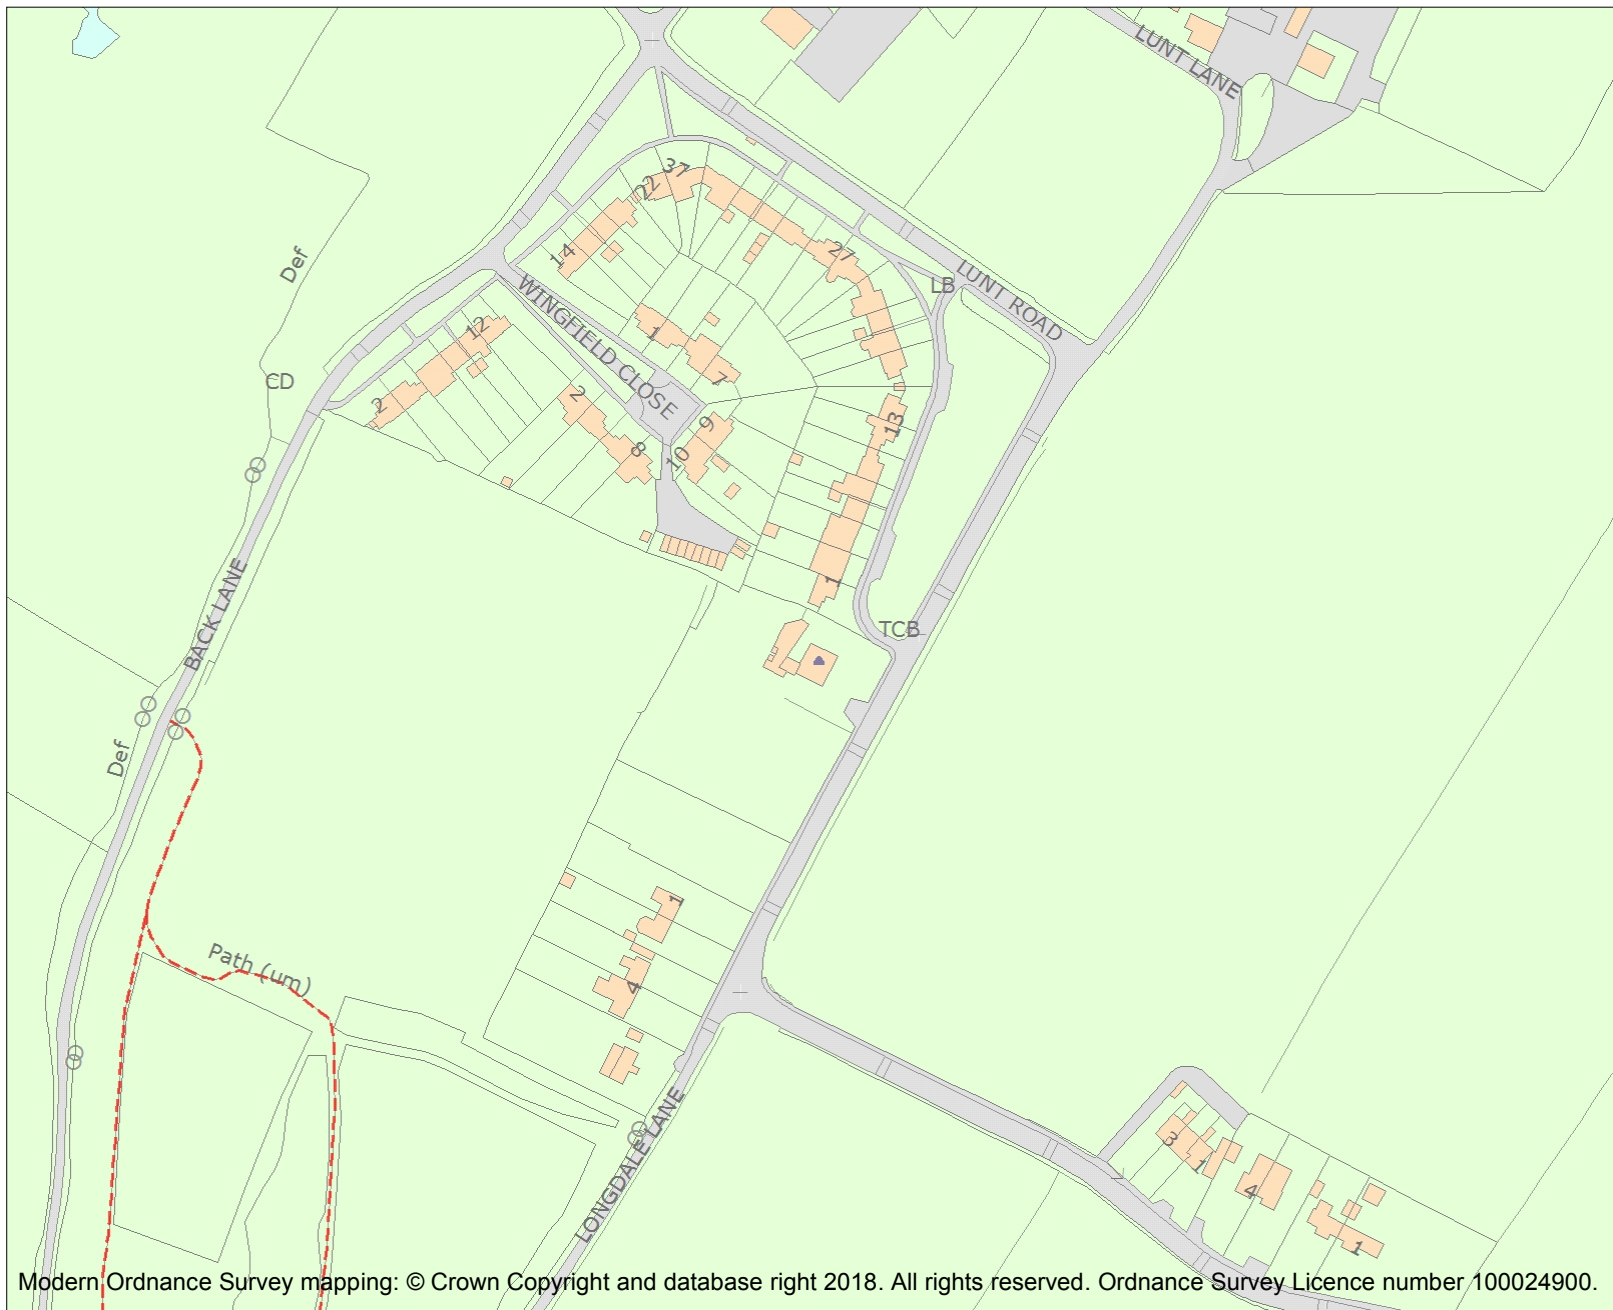 LUNT LANE
37
22
Def
14
27
LB
LUNT ROAD
WINGFIELD CLOSE
12
1
7
CD
2
2
13
9
8
10
BACK LANE
1
TCB
Def
1
Path (um)
4
LONGDALE LANE
3
1
4
1
Modern Ordnance Survey mapping: © Crown Copyright and database right 2018. All rights reserved. Ordnance Survey Licence number 100024900.